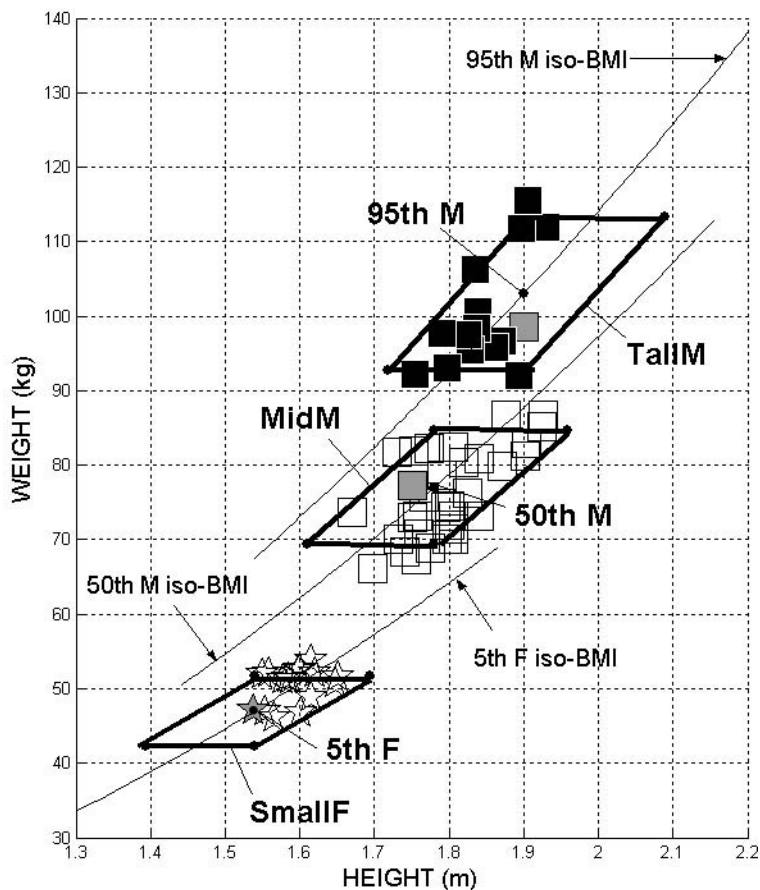 140
130
120
110
100
90
80
70
60
50
40
30
WEIGHT (kg)
95th M iso-BMI
95th M
TallM
MidM
50th M
50th M iso-BMI
5th F iso-BMI
5th F
SmallF
1.3
1.4
1.5
1.6
1.7
1.8
1.9
2
2.1
2.2
HEIGHT (m)